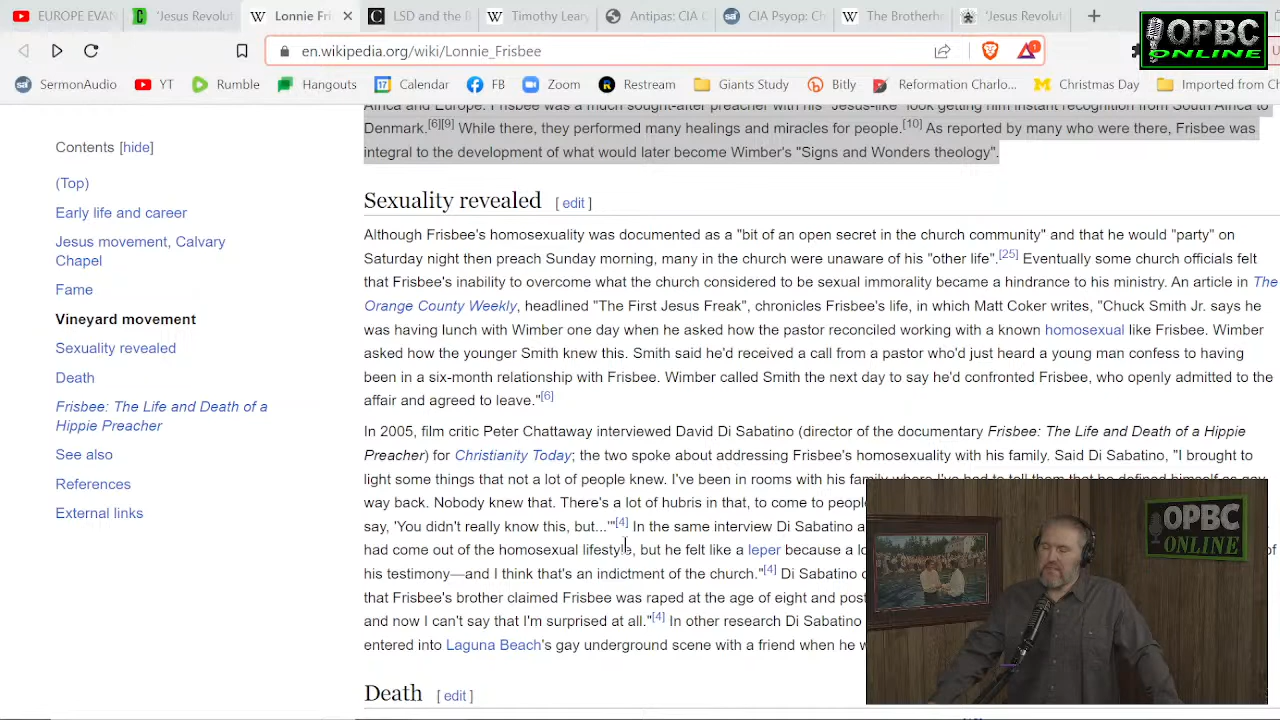 EUROPE EVAN
'Jesus Revolut
Lonnie Fri
LSD and the
Timothy Leary
Antipas: CIA C
CIA Psyop: Ch
The Brotherh
'Jesus Revolut
OPBC
ONLINE
en.wikipedia.org/wiki/Lonnie_Frisbee
1
SermonAudio
YT
Rumble
Hangouts
Calendar
FB
Zoom
Restream
Giants Study
Bitly
Reformation Charlo...
Christmas Day
Imported from C
Contents [hide]
(Top)
Early life and career
Jesus movement, Calvary
Chapel
Fame
Vineyard movement
Sexuality revealed
Death
Frisbee: The Life and Death of a
Hippie Preacher
See also
References
External links
Africa and Europe. Frisbee was a much sought-after preacher with his "Jesus-like" look getting him instant recognition from South Africa to
Denmark.[6][9] While there, they performed many healings and miracles for people.[10] As reported by many who were there, Frisbee was
integral to the development of what would later become Wimber's "Signs and Wonders theology".
Sexuality revealed [ edit ]
Although Frisbee's homosexuality was documented as a "bit of an open secret in the church community" and that he would "party" on
Saturday night then preach Sunday morning, many in the church were unaware of his "other life".[25] Eventually some church officials felt
that Frisbee's inability to overcome what the church considered to be sexual immorality became a hindrance to his ministry. An article in The
Orange County Weekly, headlined "The First Jesus Freak", chronicles Frisbee's life, in which Matt Coker writes, "Chuck Smith Jr. says he
was having lunch with Wimber one day when he asked how the pastor reconciled working with a known homosexual like Frisbee. Wimber
asked how the younger Smith knew this. Smith said he'd received a call from a pastor who'd just heard a young man confess to having
been in a six-month relationship with Frisbee. Wimber called Smith the next day to say he'd confronted Frisbee, who openly admitted to the
affair and agreed to leave."[6]
In 2005, film critic Peter Chattaway interviewed David Di Sabatino (director of the documentary Frisbee: The Life and Death of a Hippie
Preacher) for Christianity Today; the two spoke about addressing Frisbee's homosexuality with his family. Said Di Sabatino, "I brought to
light some things that not a lot of people knew. I've been in rooms with his family where I've had to tell them that he defined himself as gay,
way back. Nobody knew that. There's a lot of hubris in that, to come to people
say, 'You didn't really know this, but...'"[4] In the same interview Di Sabatino a
had come out of the homosexual lifestyle, but he felt like a leper because a lo of
his testimony—and I think that's an indictment of the church."[4] Di Sabatino
that Frisbee's brother claimed Frisbee was raped at the age of eight and post
and now I can't say that I'm surprised at all."[4] In other research Di Sabatino
entered into Laguna Beach's gay underground scene with a friend when he w
Death [ edit ]
OPBC
ONLINE